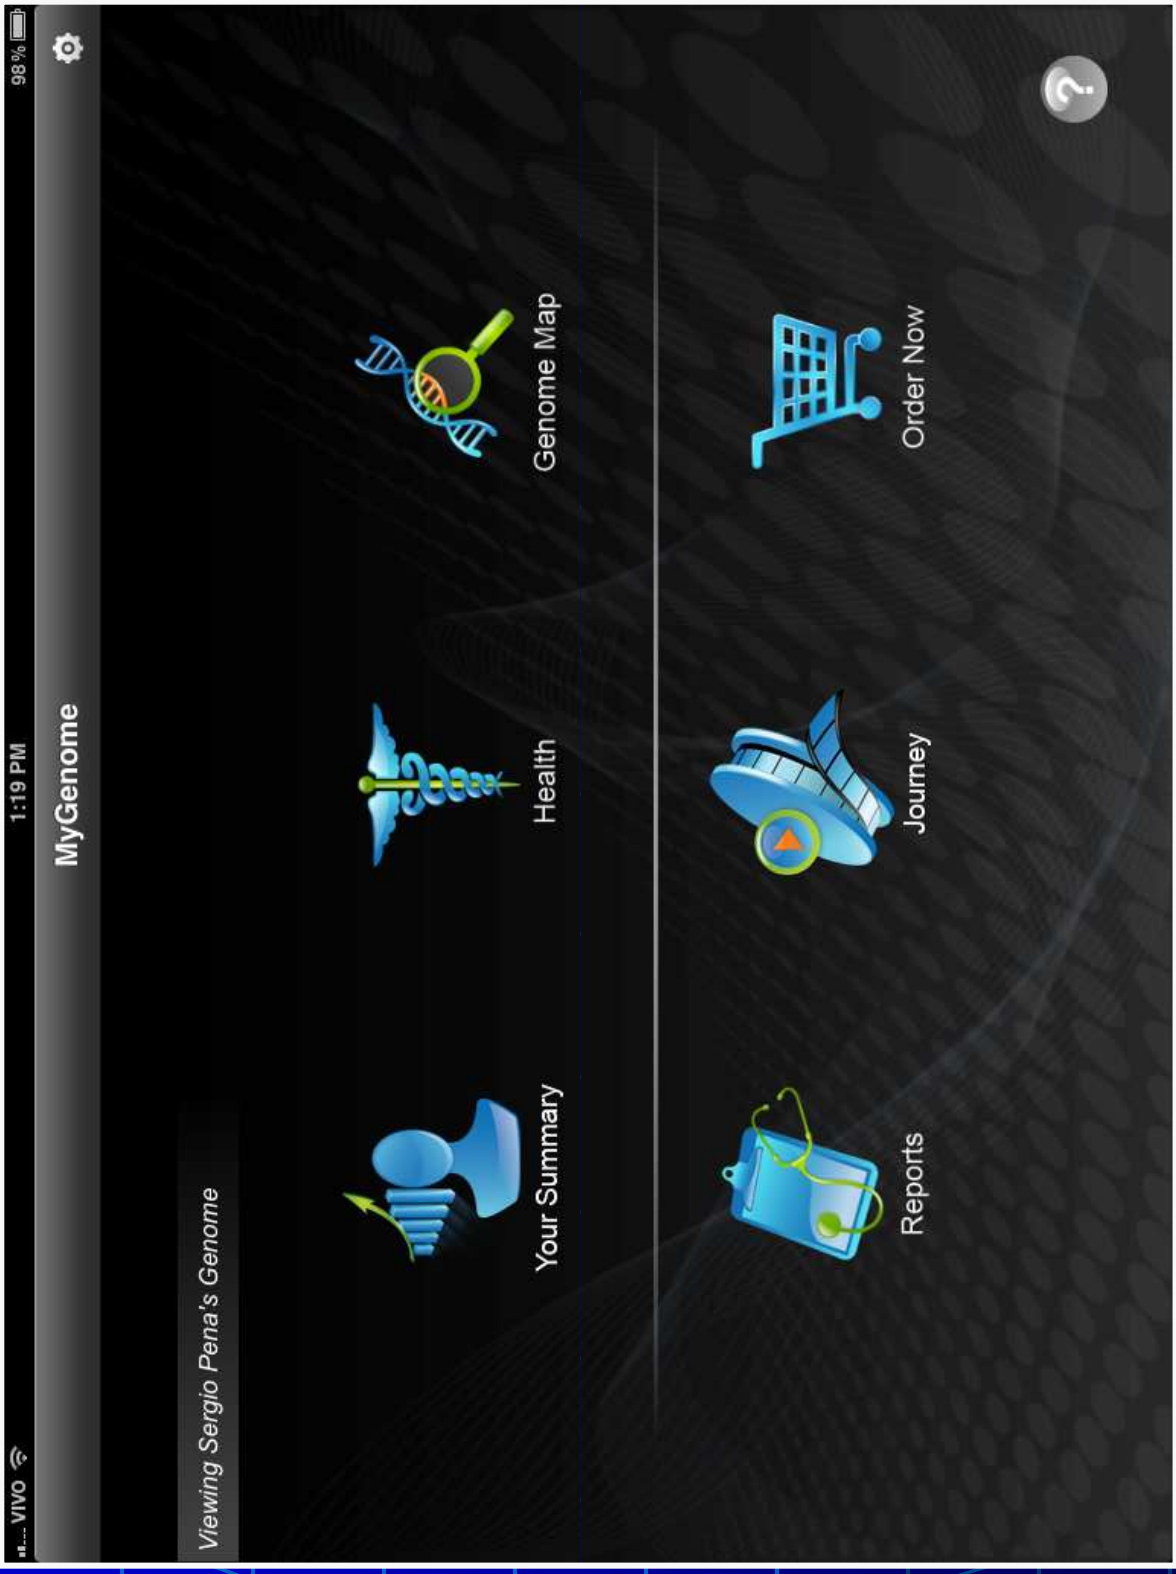 VIVO 1:19 PM 98%
MyGenome
Viewing Sergio Pena's Genome
Your Summary Health Genome Map
Reports Journey Order Now
?